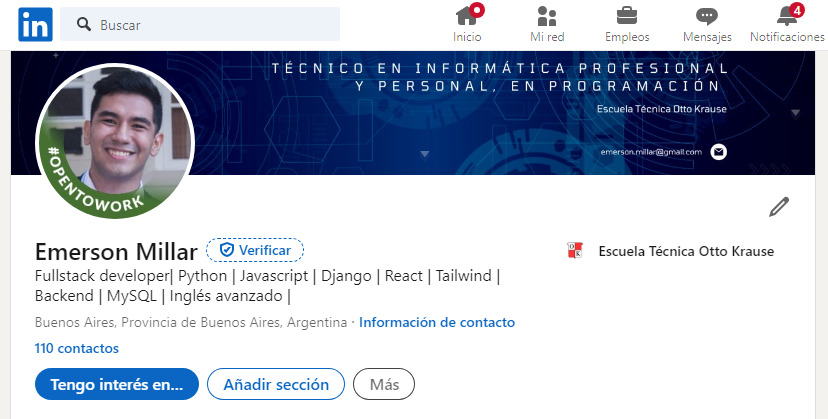 in
Buscar
Inicio
Mi red
Empleos
Mensajes
4
Notificaciones
TÉCNICO EN INFORMÁTICA PROFESIONAL
Y PERSONAL, EN PROGRAMACIÓN
Escuela Técnica Otto Krause
emerson.millar@gmail.com
#OPENTOWORK
Emerson Millar
Verificar
OK
Escuela Técnica Otto Krause
Fullstack developer| Python | Javascript | Django | React | Tailwind |
Backend | MySQL | Inglés avanzado |
Buenos Aires, Provincia de Buenos Aires, Argentina · Información de contacto
110 contactos
Tengo interés en...
Añadir sección
Más